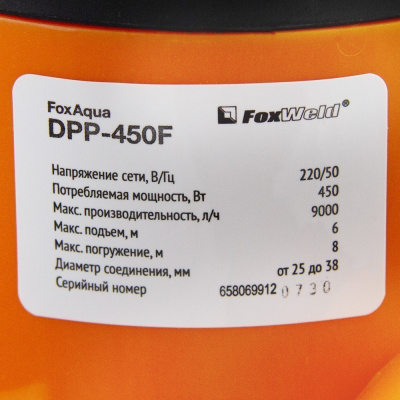 FoxAqua
DPP-450F
FoxWeld®
Напряжение сети, В/Гц 220/50
Потребляемая мощность, Вт 450
Макс. производительность, л/ч 9000
Макс. подъем, м 6
Макс. погружение, м 8
Диаметр соединения, мм от 25 до 38
Серийный номер 658069912 0730